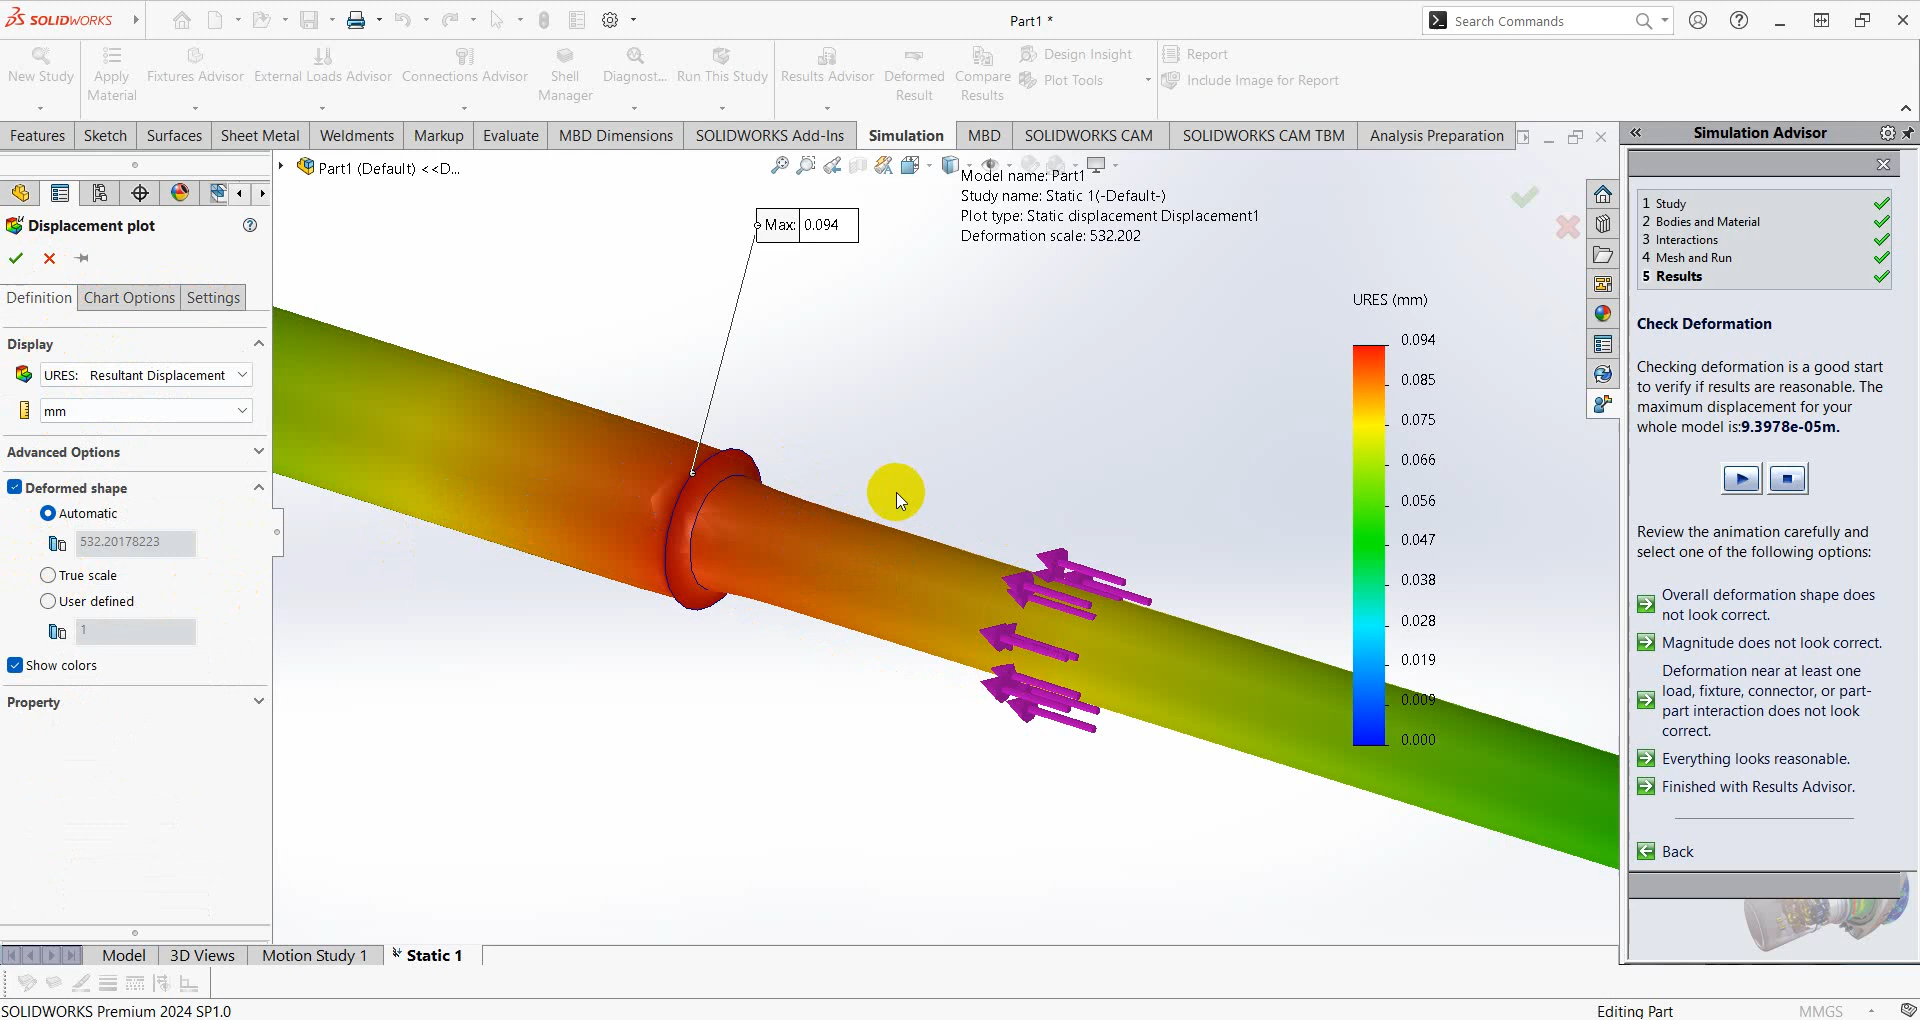 SOLIDWORKS
Part1 *
Search Commands
New Study
Apply Material
Fixtures Advisor
External Loads Advisor
Connections Advisor
Shell Manager
Diagnost...
Run This Study
Results Advisor
Deformed Result
Compare Results
Design Insight
Plot Tools
Report
Include Image for Report
Features
Sketch
Surfaces
Sheet Metal
Weldments
Markup
Evaluate
MBD Dimensions
SOLIDWORKS Add-Ins
Simulation
MBD
SOLIDWORKS CAM
SOLIDWORKS CAM TBM
Analysis Preparation
Displacement plot
Definition
Chart Options
Settings
Display
URES: Resultant Displacement
mm
Advanced Options
Deformed shape
Automatic
532.20178223
True scale
User defined
1
Show colors
Property
Part1 (Default) <<D...
Model name: Part1
Study name: Static 1(-Default-)
Plot type: Static displacement Displacement1
Deformation scale: 532.202
Max: 0.094
URES (mm)
0.094
0.085
0.075
0.066
0.056
0.047
0.038
0.028
0.019
0.009
0.000
Simulation Advisor
1 Study
2 Bodies and Material
3 Interactions
4 Mesh and Run
5 Results
Check Deformation
Checking deformation is a good start
to verify if results are reasonable. The
maximum displacement for your
whole model is:9.3978e-05m.
Review the animation carefully and
select one of the following options:
Overall deformation shape does
not look correct.
Magnitude does not look correct.
Deformation near at least one
load, fixture, connector, or part-
part interaction does not look
correct.
Everything looks reasonable.
Finished with Results Advisor.
Back
Model
3D Views
Motion Study 1
Static 1
SOLIDWORKS Premium 2024 SP1.0
Editing Part
MMGS